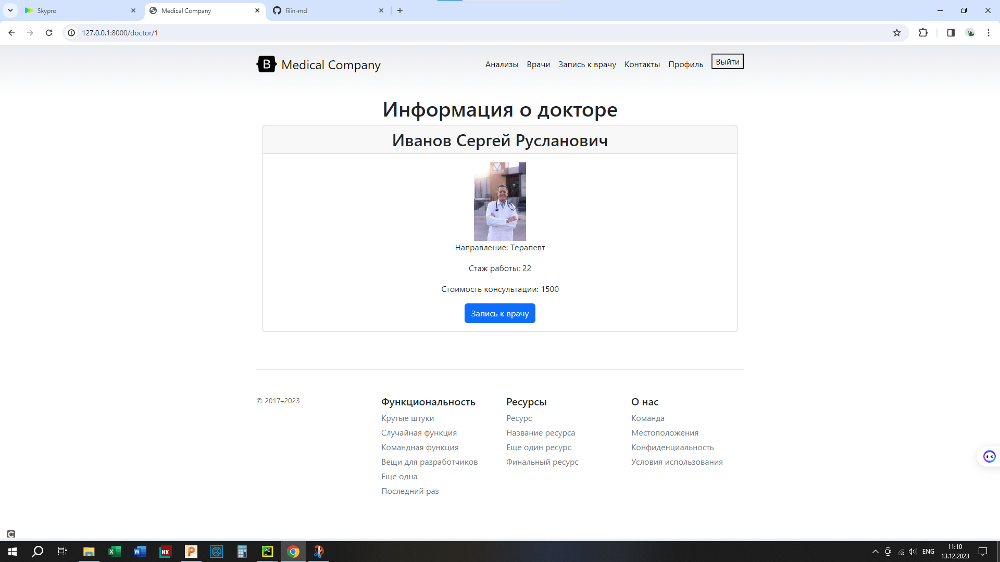 Skypro
Medical Company
filin-md
127.0.0.1:8000/doctor/1
B
Medical Company
Анализы
Врачи
Запись к врачу
Контакты
Профиль
Выйти
Информация о докторе
Иванов Сергей Русланович
Направление: Терапевт
Стаж работы: 22
Стоимость консультации: 1500
Запись к врачу
© 2017–2023
Функциональность
Крутые штуки
Случайная функция
Командная функция
Вещи для разработчиков
Еще одна
Последний раз
Ресурсы
Ресурс
Название ресурса
Еще один ресурс
Финальный ресурс
О нас
Команда
Местоположения
Конфиденциальность
Условия использования
C
NX
P
PC
ENG
11:10
13.12.2023